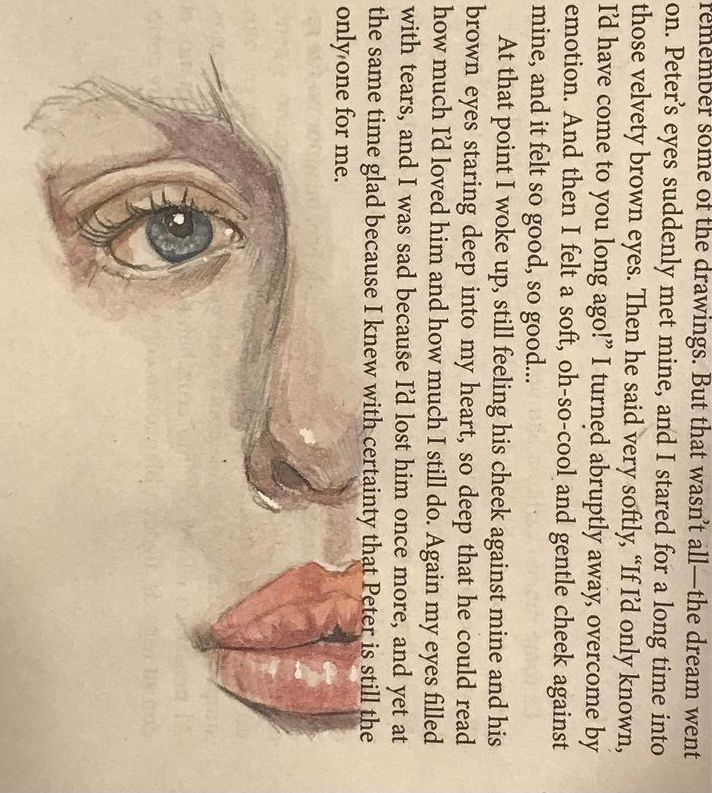 remember some of the drawings. But that wasn't all—the dream went
on. Peter's eyes suddenly met mine, and I stared for a long time into
those velvety brown eyes. Then he said very softly, "If I'd only known,
I'd have come to you long ago!" I turned abruptly away, overcome by
emotion. And then I felt a soft, oh-so-cool and gentle cheek against
mine, and it felt so good, so good...
At that point I woke up, still feeling his cheek against mine and his
brown eyes staring deep into my heart, so deep that he could read
how much I'd loved him and how much I still do. Again my eyes filled
with tears, and I was sad because I'd lost him once more, and yet at
the same time glad because I knew with certainty that Peter is still the
only one for me.